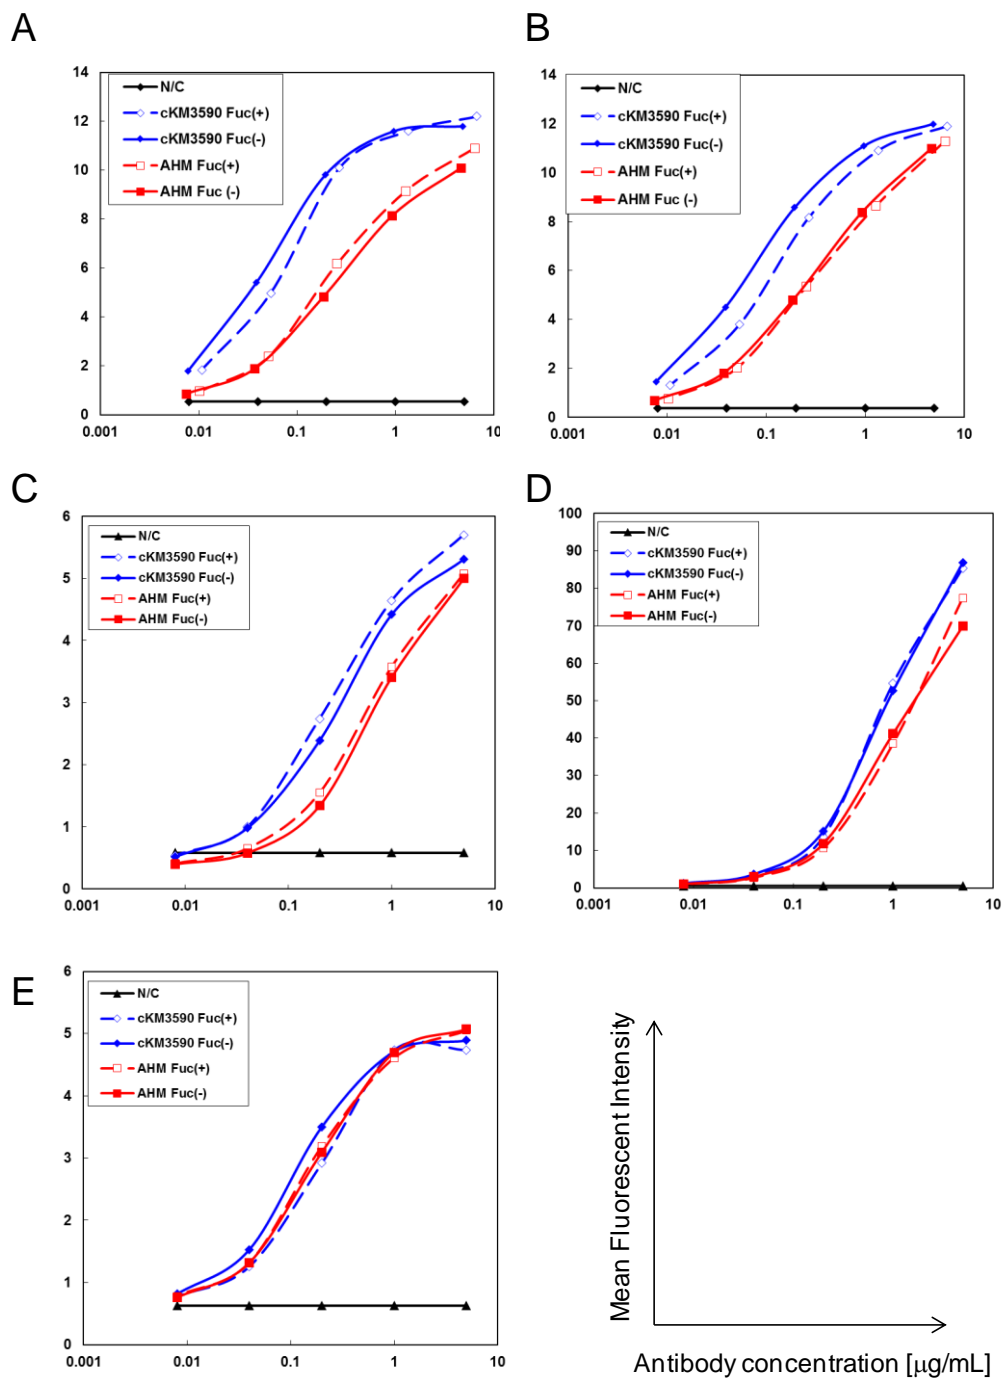 A
14
12
10
8
6
4
2
0
0.001
0.01
0.1
1
10
N/C
cKM3590 Fuc(+)
cKM3590 Fuc(-)
AHM Fuc(+)
AHM Fuc (-)
B
14
12
10
8
6
4
2
0
0.001
0.01
0.1
1
10
N/C
cKM3590 Fuc(+)
cKM3590 Fuc(-)
AHM Fuc(+)
AHM Fuc(-)
C
6
5
4
3
2
1
0
0.001
0.01
0.1
1
10
N/C
cKM3590 Fuc(+)
cKM3590 Fuc(-)
AHM Fuc(+)
AHM Fuc(-)
D
100
90
80
70
60
50
40
30
20
10
0
0.001
0.01
0.1
1
10
N/C
cKM3590 Fuc(+)
cKM3590 Fuc(-)
AHM Fuc(+)
AHM Fuc(-)
E
6
5
4
3
2
1
0
0.001
0.01
0.1
1
10
N/C
cKM3590 Fuc(+)
cKM3590 Fuc(-)
AHM Fuc(+)
AHM Fuc(-)
Mean Fluorescent Intensity
Antibody concentration [μg/mL]